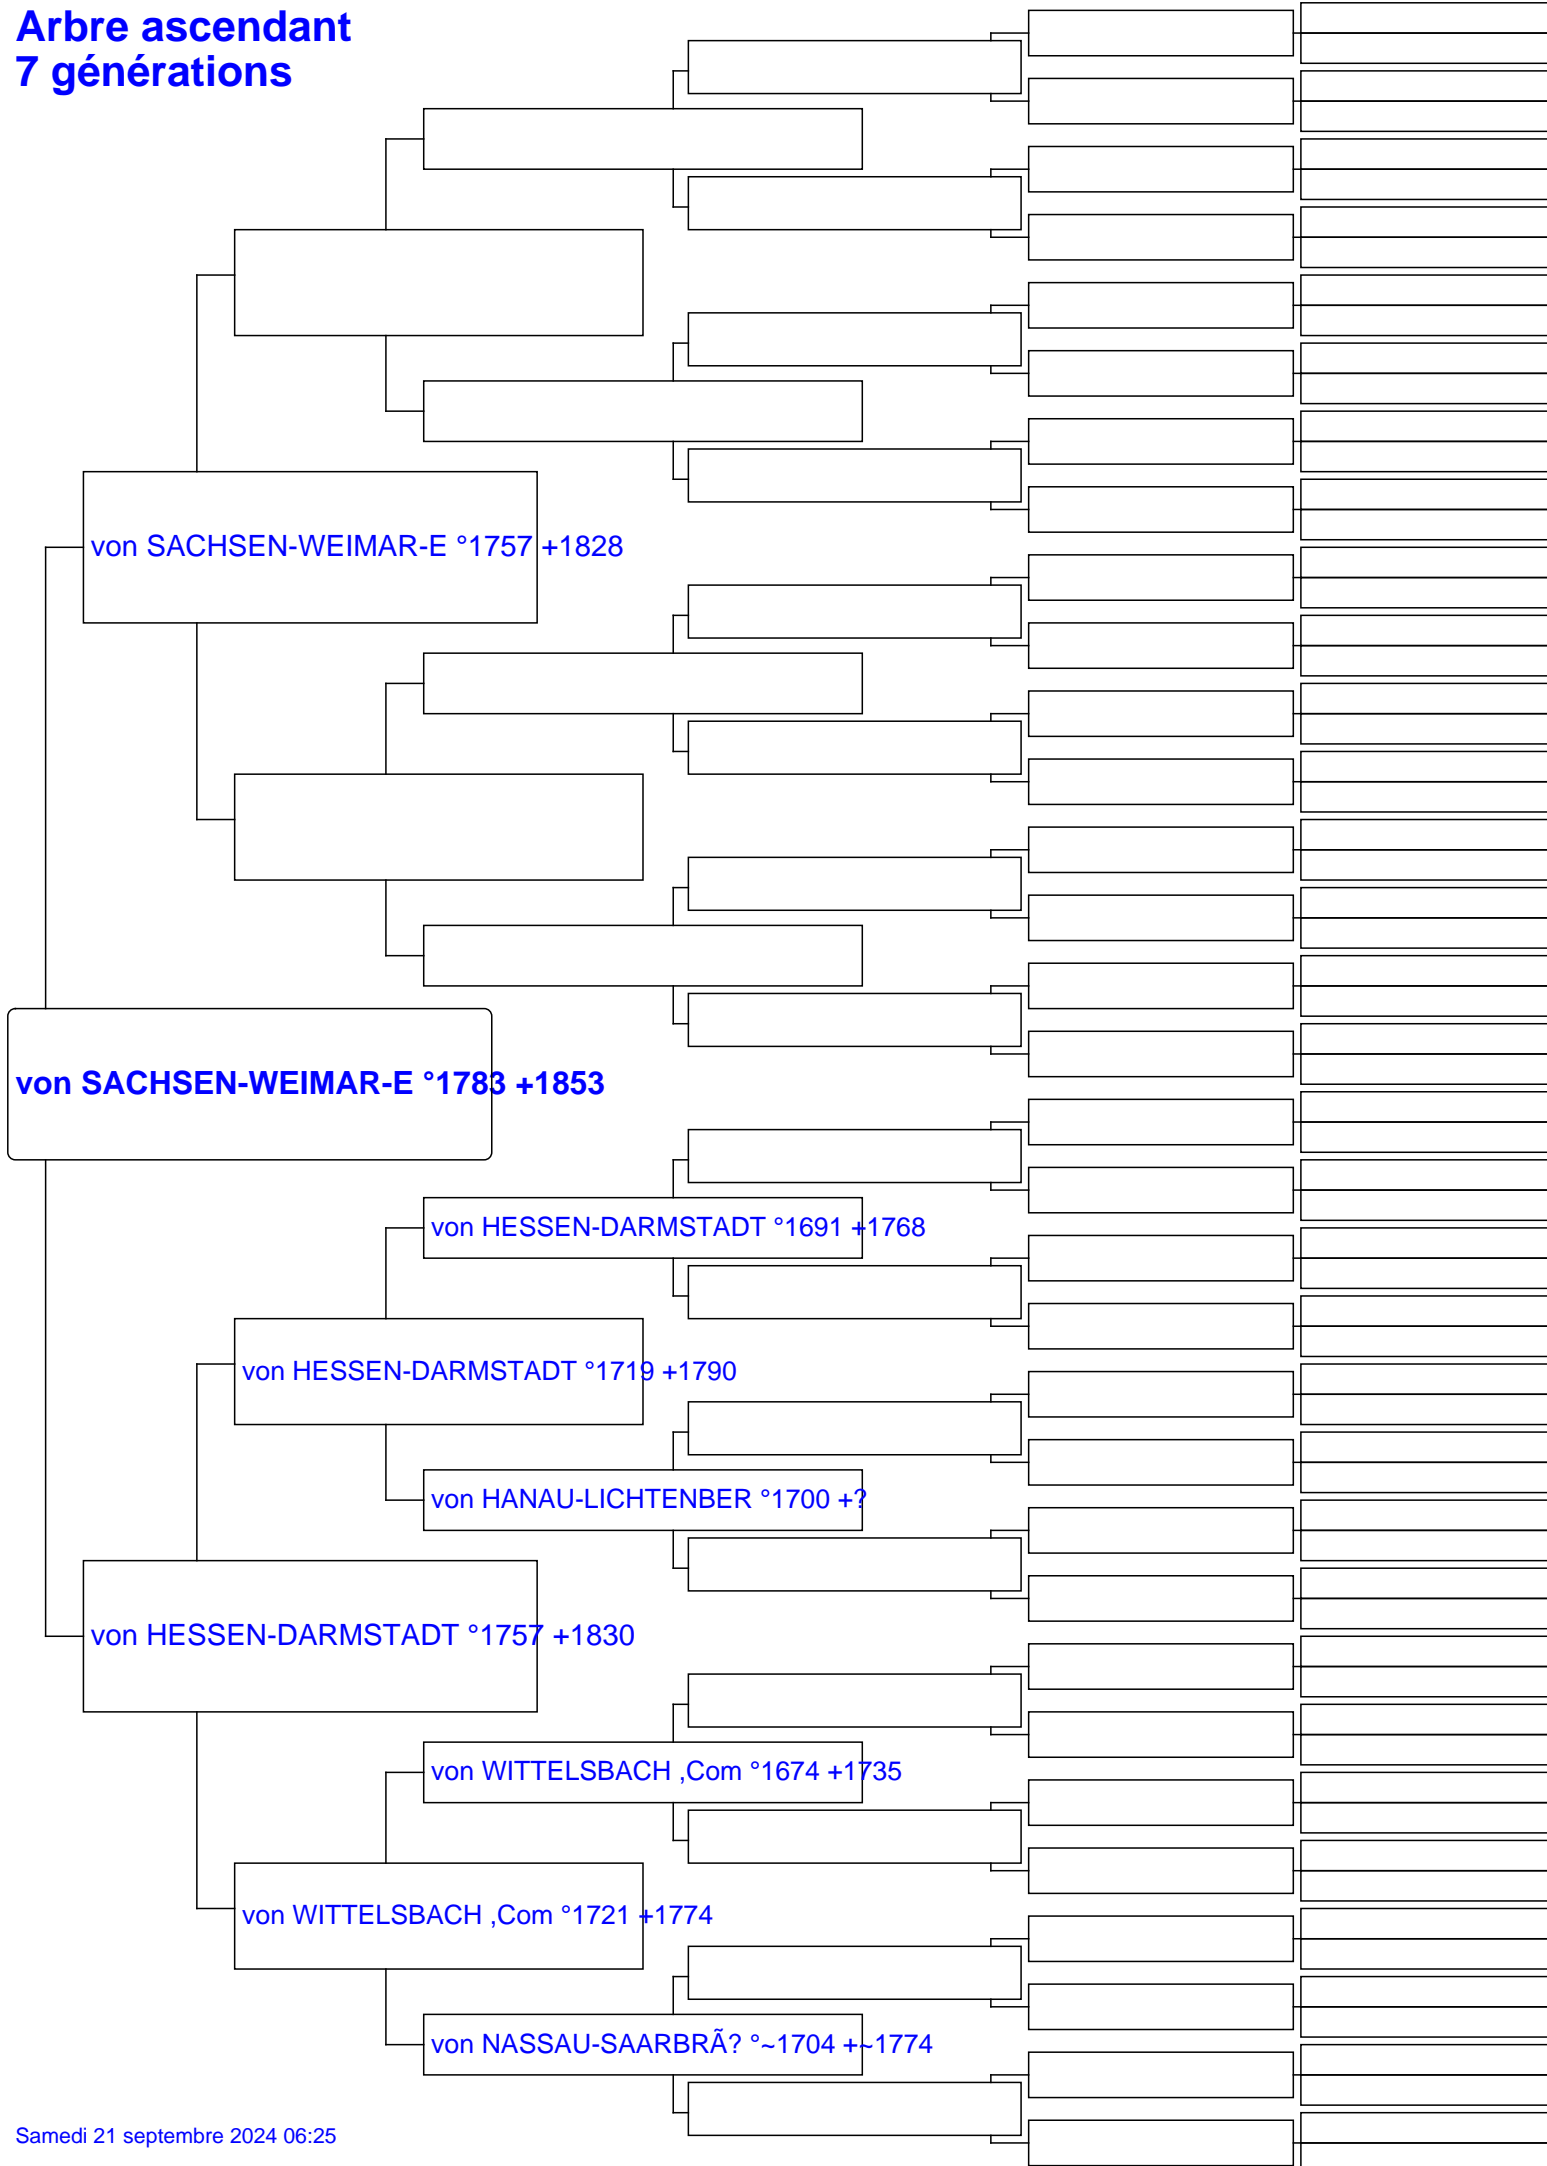 Arbre ascendant
7 générations
von SACHSEN-WEIMAR-E °1757 +1828
von SACHSEN-WEIMAR-E °1783 +1853
von HESSEN-DARMSTADT °1691 +1768
von HESSEN-DARMSTADT °1719 +1790
von HANAU-LICHTENBER °1700 +?
von HESSEN-DARMSTADT °1757 +1830
von WITTELSBACH ,Com °1674 +1735
von WITTELSBACH ,Com °1721 +1774
von NASSAU-SAARBRÃ? °~1704 +~1774
Samedi 21 septembre 2024 06:25